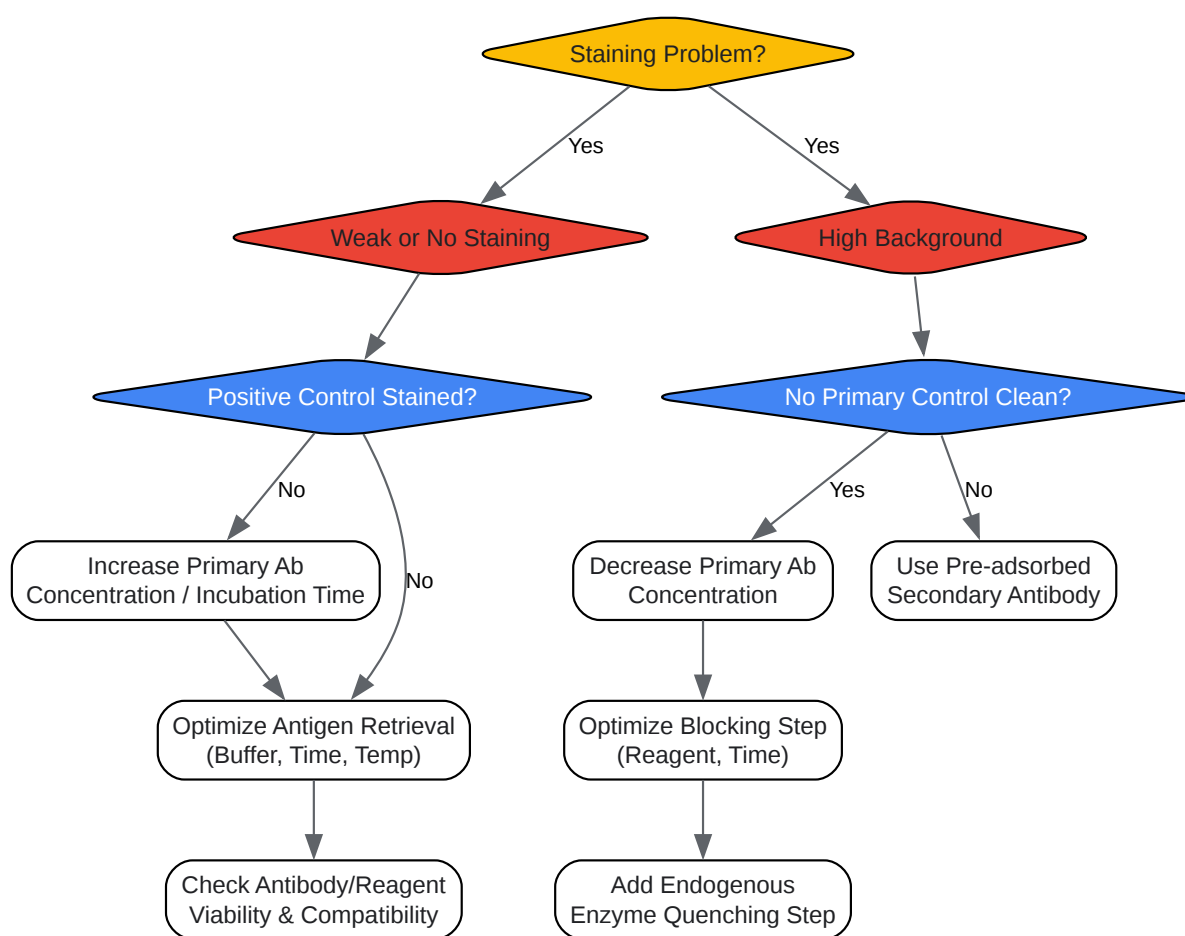 Staining Problem?
Yes
Yes
Weak or No Staining
High Background
Positive Control Stained?
No Primary Control Clean?
No
Yes
No
Increase Primary Ab
Concentration / Incubation Time
No
Decrease Primary Ab
Concentration
Use Pre-adsorbed
Secondary Antibody
Optimize Antigen Retrieval
(Buffer, Time, Temp)
Optimize Blocking Step
(Reagent, Time)
Check Antibody/Reagent
Viability & Compatibility
Add Endogenous
Enzyme Quenching Step